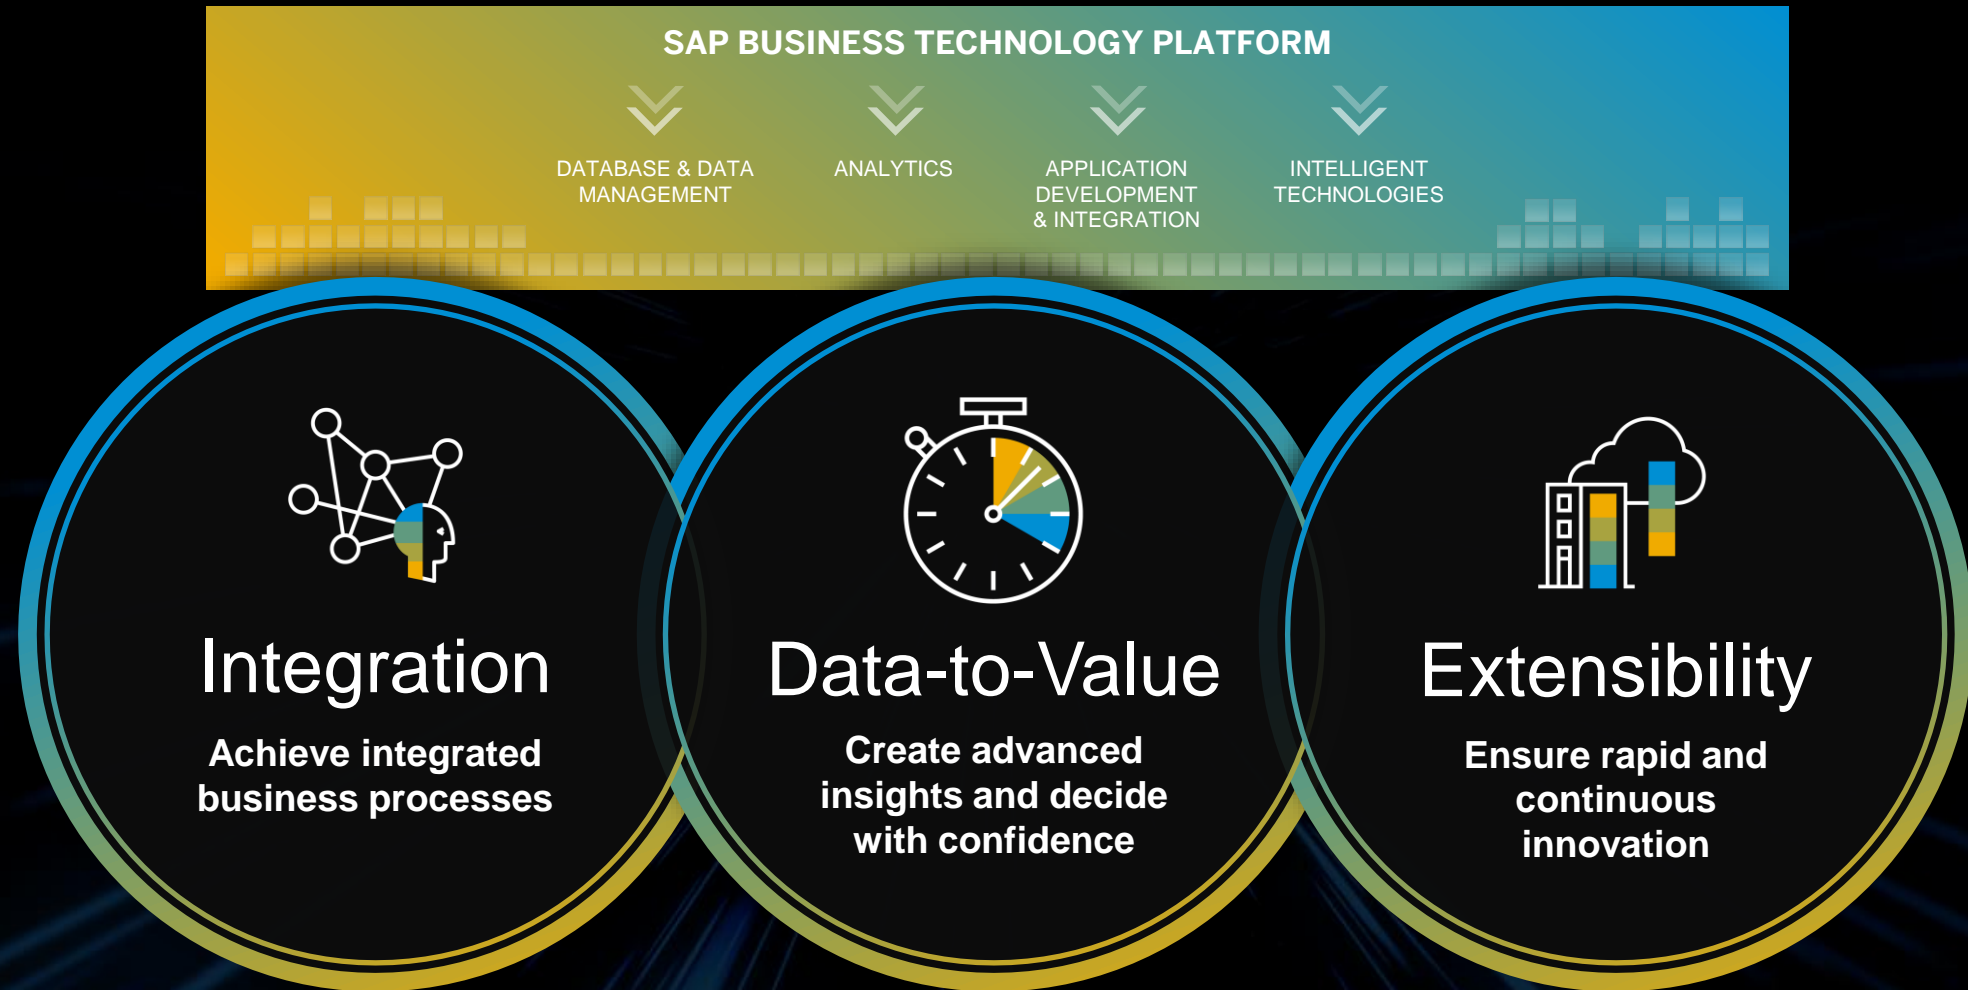 SAP BUSINESS TECHNOLOGY PLATFORM
DATABASE & DATA
MANAGEMENT
ANALYTICS
APPLICATION
DEVELOPMENT
& INTEGRATION
INTELLIGENT
TECHNOLOGIES
Integration
Achieve integrated
business processes
Data-to-Value
Create advanced
insights and decide
with confidence
Extensibility
Ensure rapid and
continuous
innovation